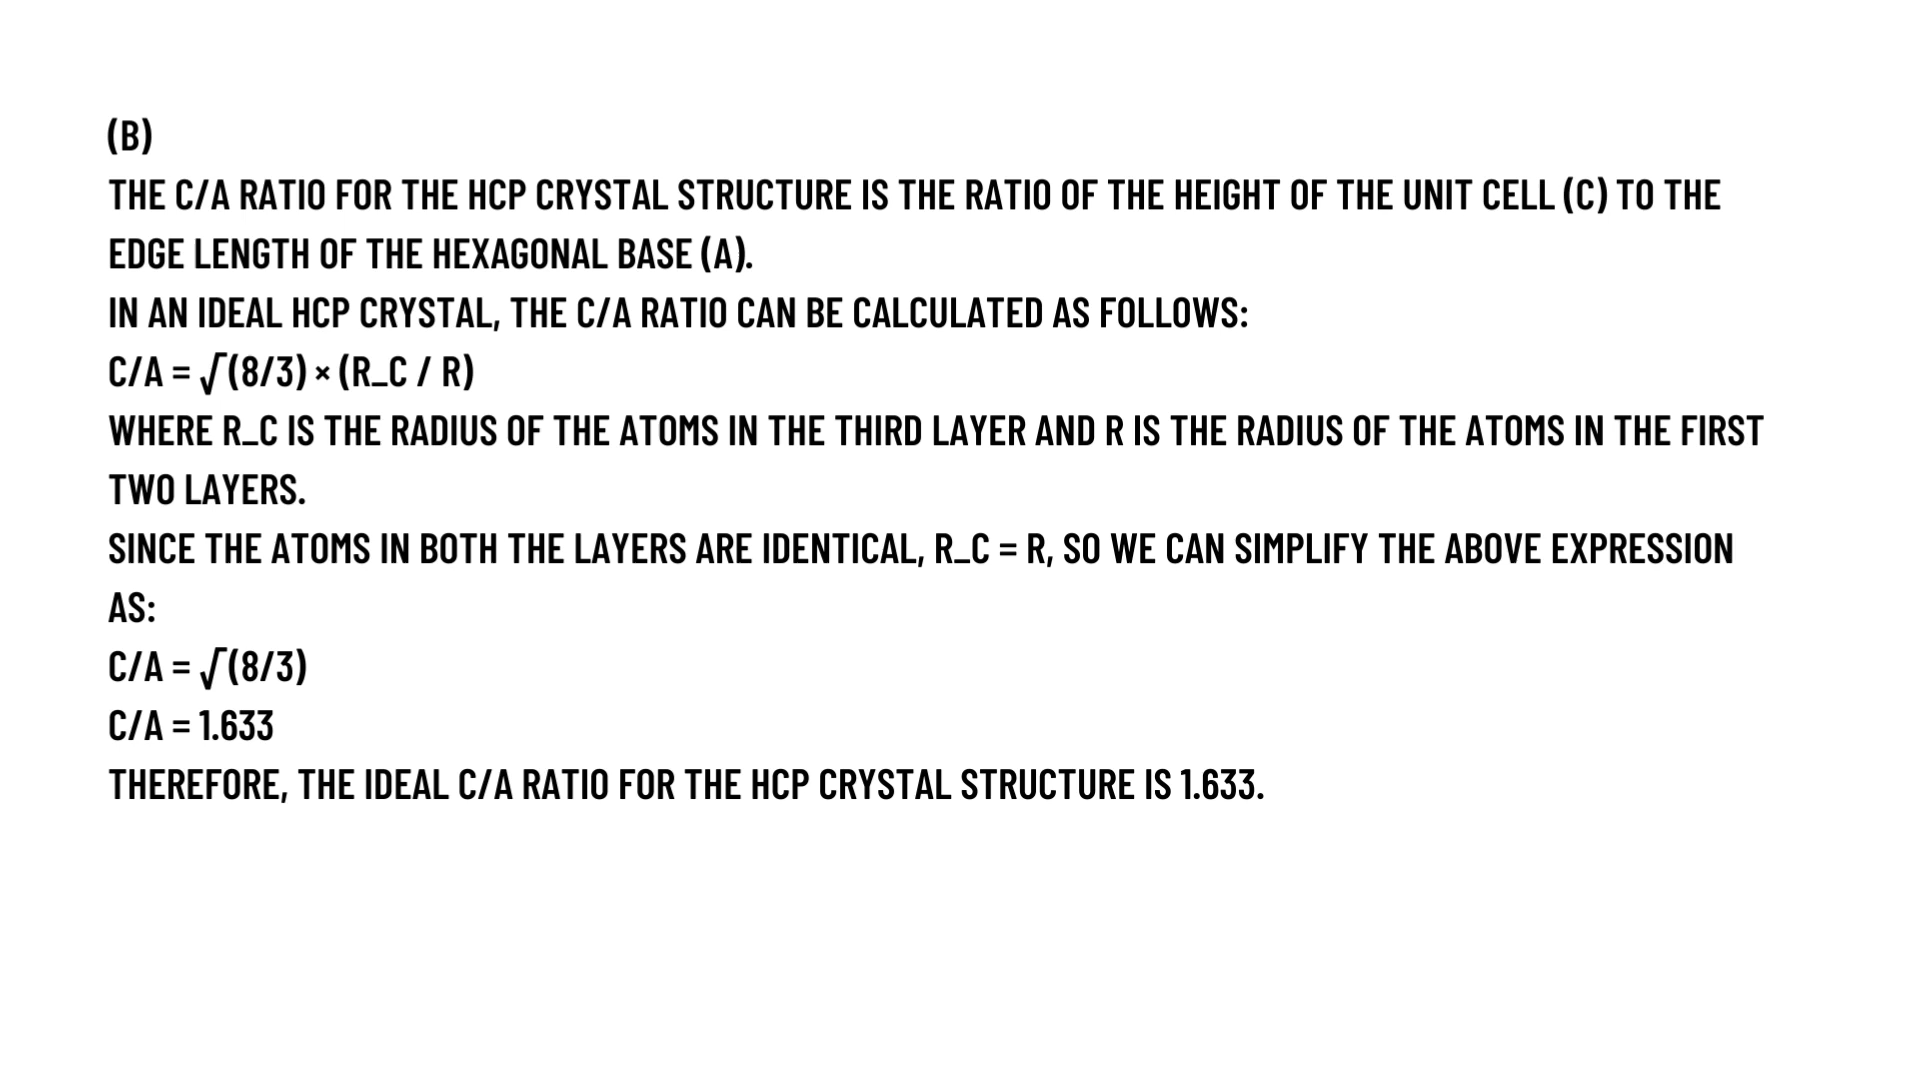 (B)
THE C/A RATIO FOR THE HCP CRYSTAL STRUCTURE IS THE RATIO OF THE HEIGHT OF THE UNIT CELL (C) TO THE
EDGE LENGTH OF THE HEXAGONAL BASE (A).
IN AN IDEAL HCP CRYSTAL, THE C/A RATIO CAN BE CALCULATED AS FOLLOWS:
C/A = √(8/3) × (R_C / R)
WHERE R_C IS THE RADIUS OF THE ATOMS IN THE THIRD LAYER AND R IS THE RADIUS OF THE ATOMS IN THE FIRST
TWO LAYERS.
SINCE THE ATOMS IN BOTH THE LAYERS ARE IDENTICAL, R_C = R, SO WE CAN SIMPLIFY THE ABOVE EXPRESSION
AS:
C/A = √(8/3)
C/A = 1.633
THEREFORE, THE IDEAL C/A RATIO FOR THE HCP CRYSTAL STRUCTURE IS 1.633.